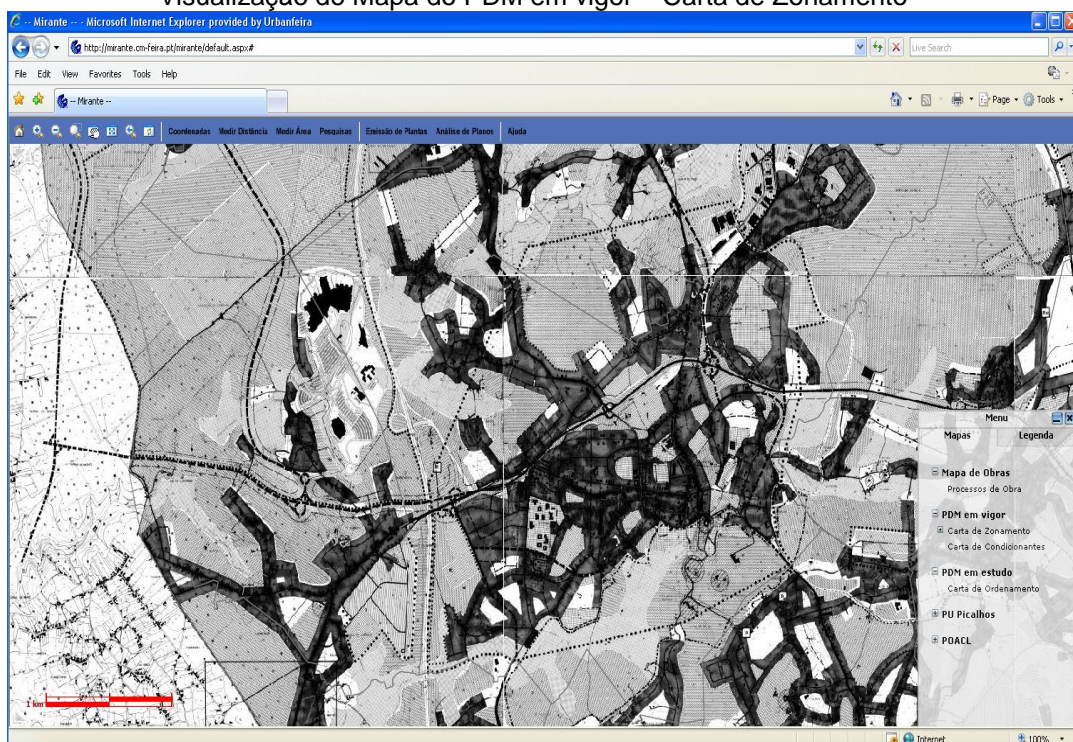 Visualização do Mapa do PDM em vigor – Carta de Zonamento
-- Mirante -- - Microsoft Internet Explorer provided by Urbanfeira
http://mirante.cm-feira.pt/mirante/default.aspx#
Live Search
File Edit View Favorites Tools Help
-- Mirante --
Page Tools
Coordenadas Medir Distância Medir Área Pesquisas Emissão de Plantas Análise de Planos Ajuda
Menu
Mapas Legenda
Mapa de Obras
Processos de Obra
PDM em vigor
Carta de Zonamento
Carta de Condicionantes
PDM em estudo
Carta de Ordenamento
PU Picalhos
POACL
1 km
Internet 100%